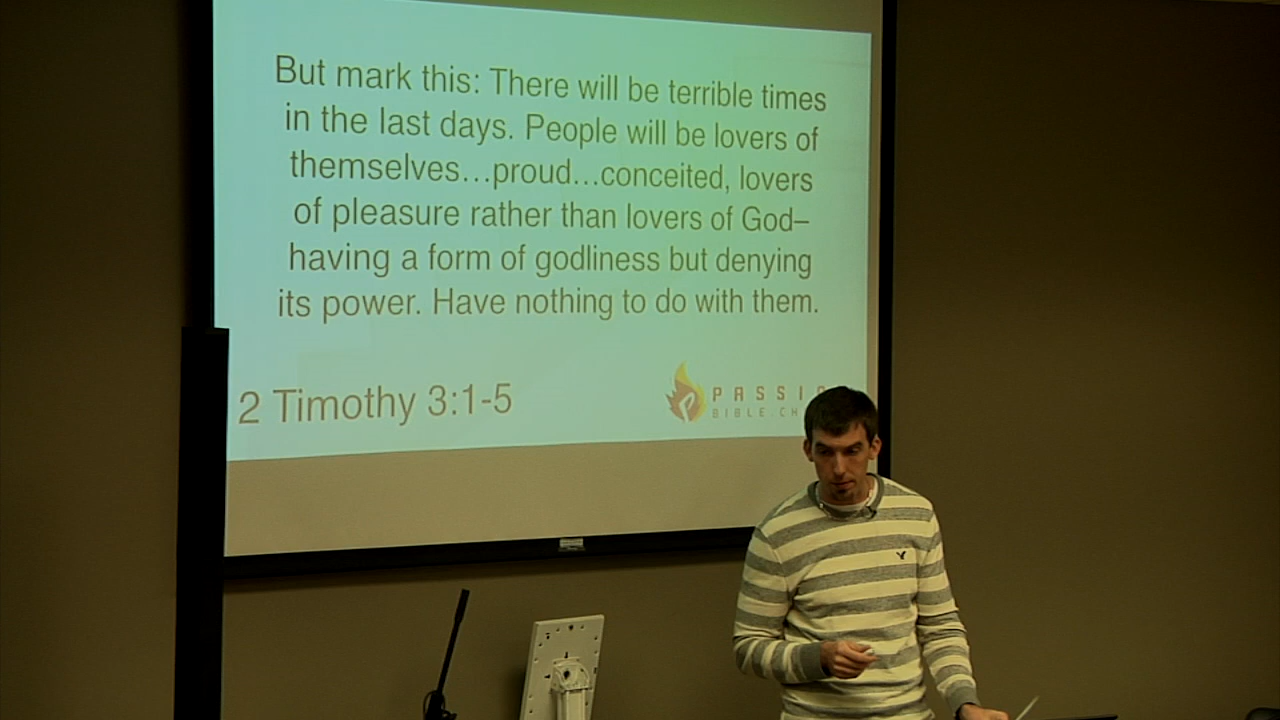 But mark this: There will be terrible times
in the last days. People will be lovers of
themselves…proud…conceited, lovers
of pleasure rather than lovers of God–
having a form of godliness but denying
its power. Have nothing to do with them.
2 Timothy 3:1-5
PASSI
BIBLE.CH